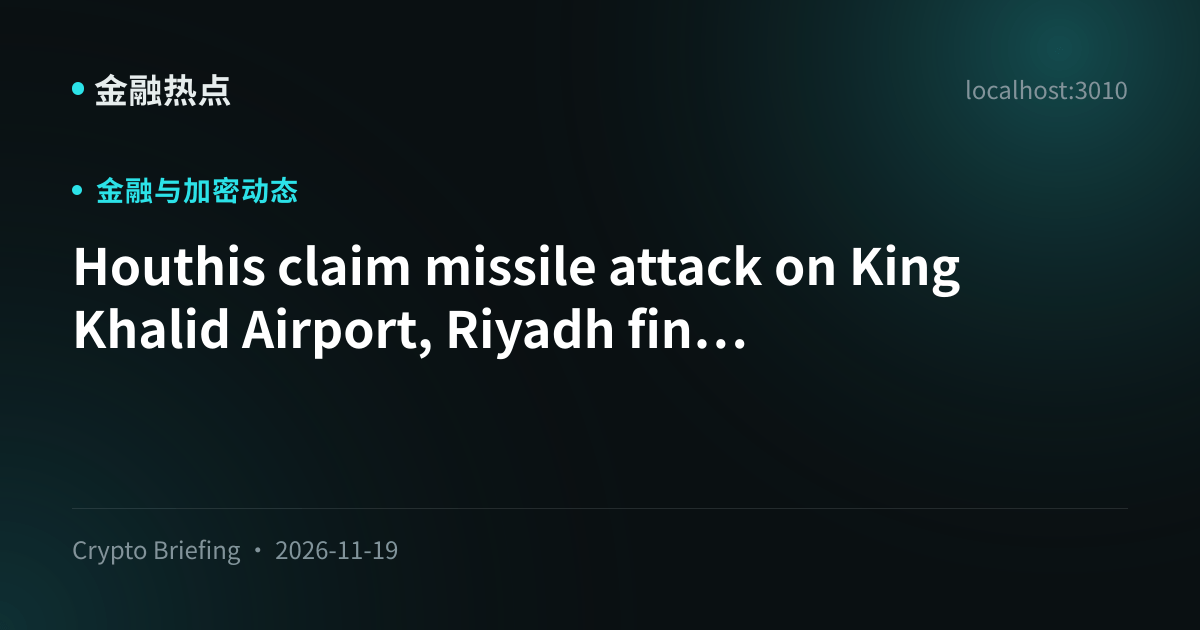 金融热点
localhost:3010
金融与加密动态
Houthis claim missile attack on King
Khalid Airport, Riyadh fin…
Crypto Briefing · 2026-11-19